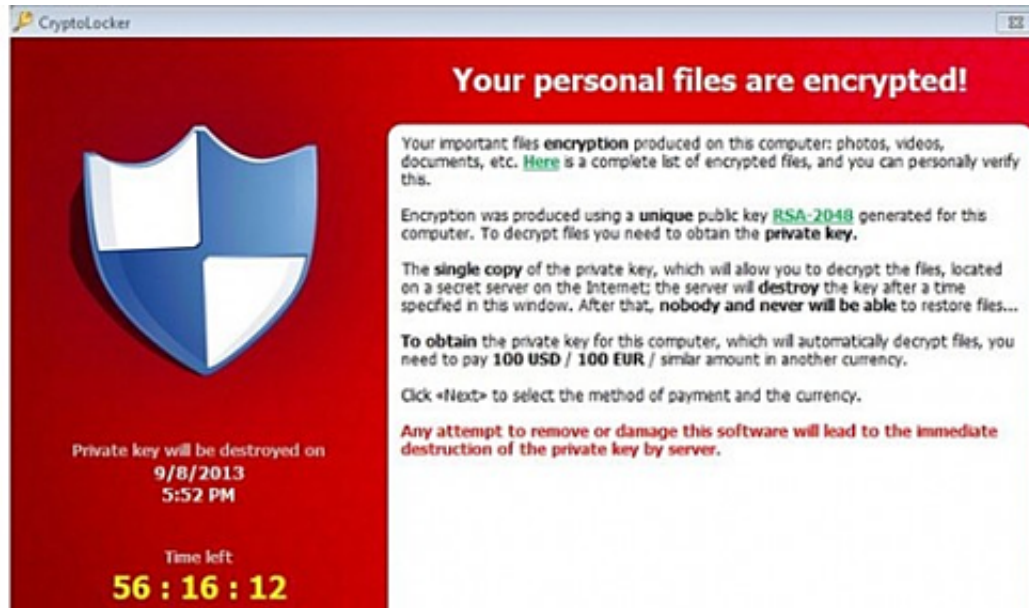 CryptoLocker
Your personal files are encrypted!
Your important files encryption produced on this computer: photos, videos,
documents, etc. Here is a complete list of encrypted files, and you can personally verify
this.
Encryption was produced using a unique public key RSA-2048 generated for this
computer. To decrypt files you need to obtain the private key.
The single copy of the private key, which will allow you to decrypt the files, located
on a secret server on the Internet; the server will destroy the key after a time
specified in this window. After that, nobody and never will be able to restore files...
To obtain the private key for this computer, which will automatically decrypt files, you
need to pay 100 USD / 100 EUR / similar amount in another currency.
Click «Next» to select the method of payment and the currency.
Any attempt to remove or damage this software will lead to the immediate
destruction of the private key by server.
Private key will be destroyed on
9/8/2013
5:52 PM
Time left
56 : 16 : 12